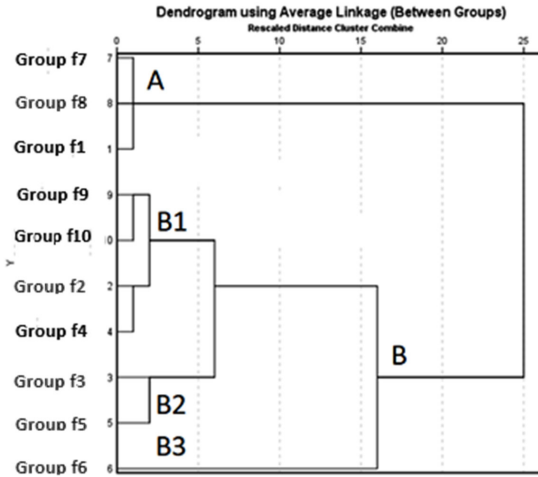 Dendrogram using Average Linkage (Between Groups)
Rescaled Distance Cluster Combine
0 5 10 15 20 25
Group f7 7
A
Group f8 8
Group f1 1
Group f9 9
B1
Group f10 10
Y
Group f2 2
Group f4 4
B
Group f3 3
B2
Group f5 5
B3
Group f6 6